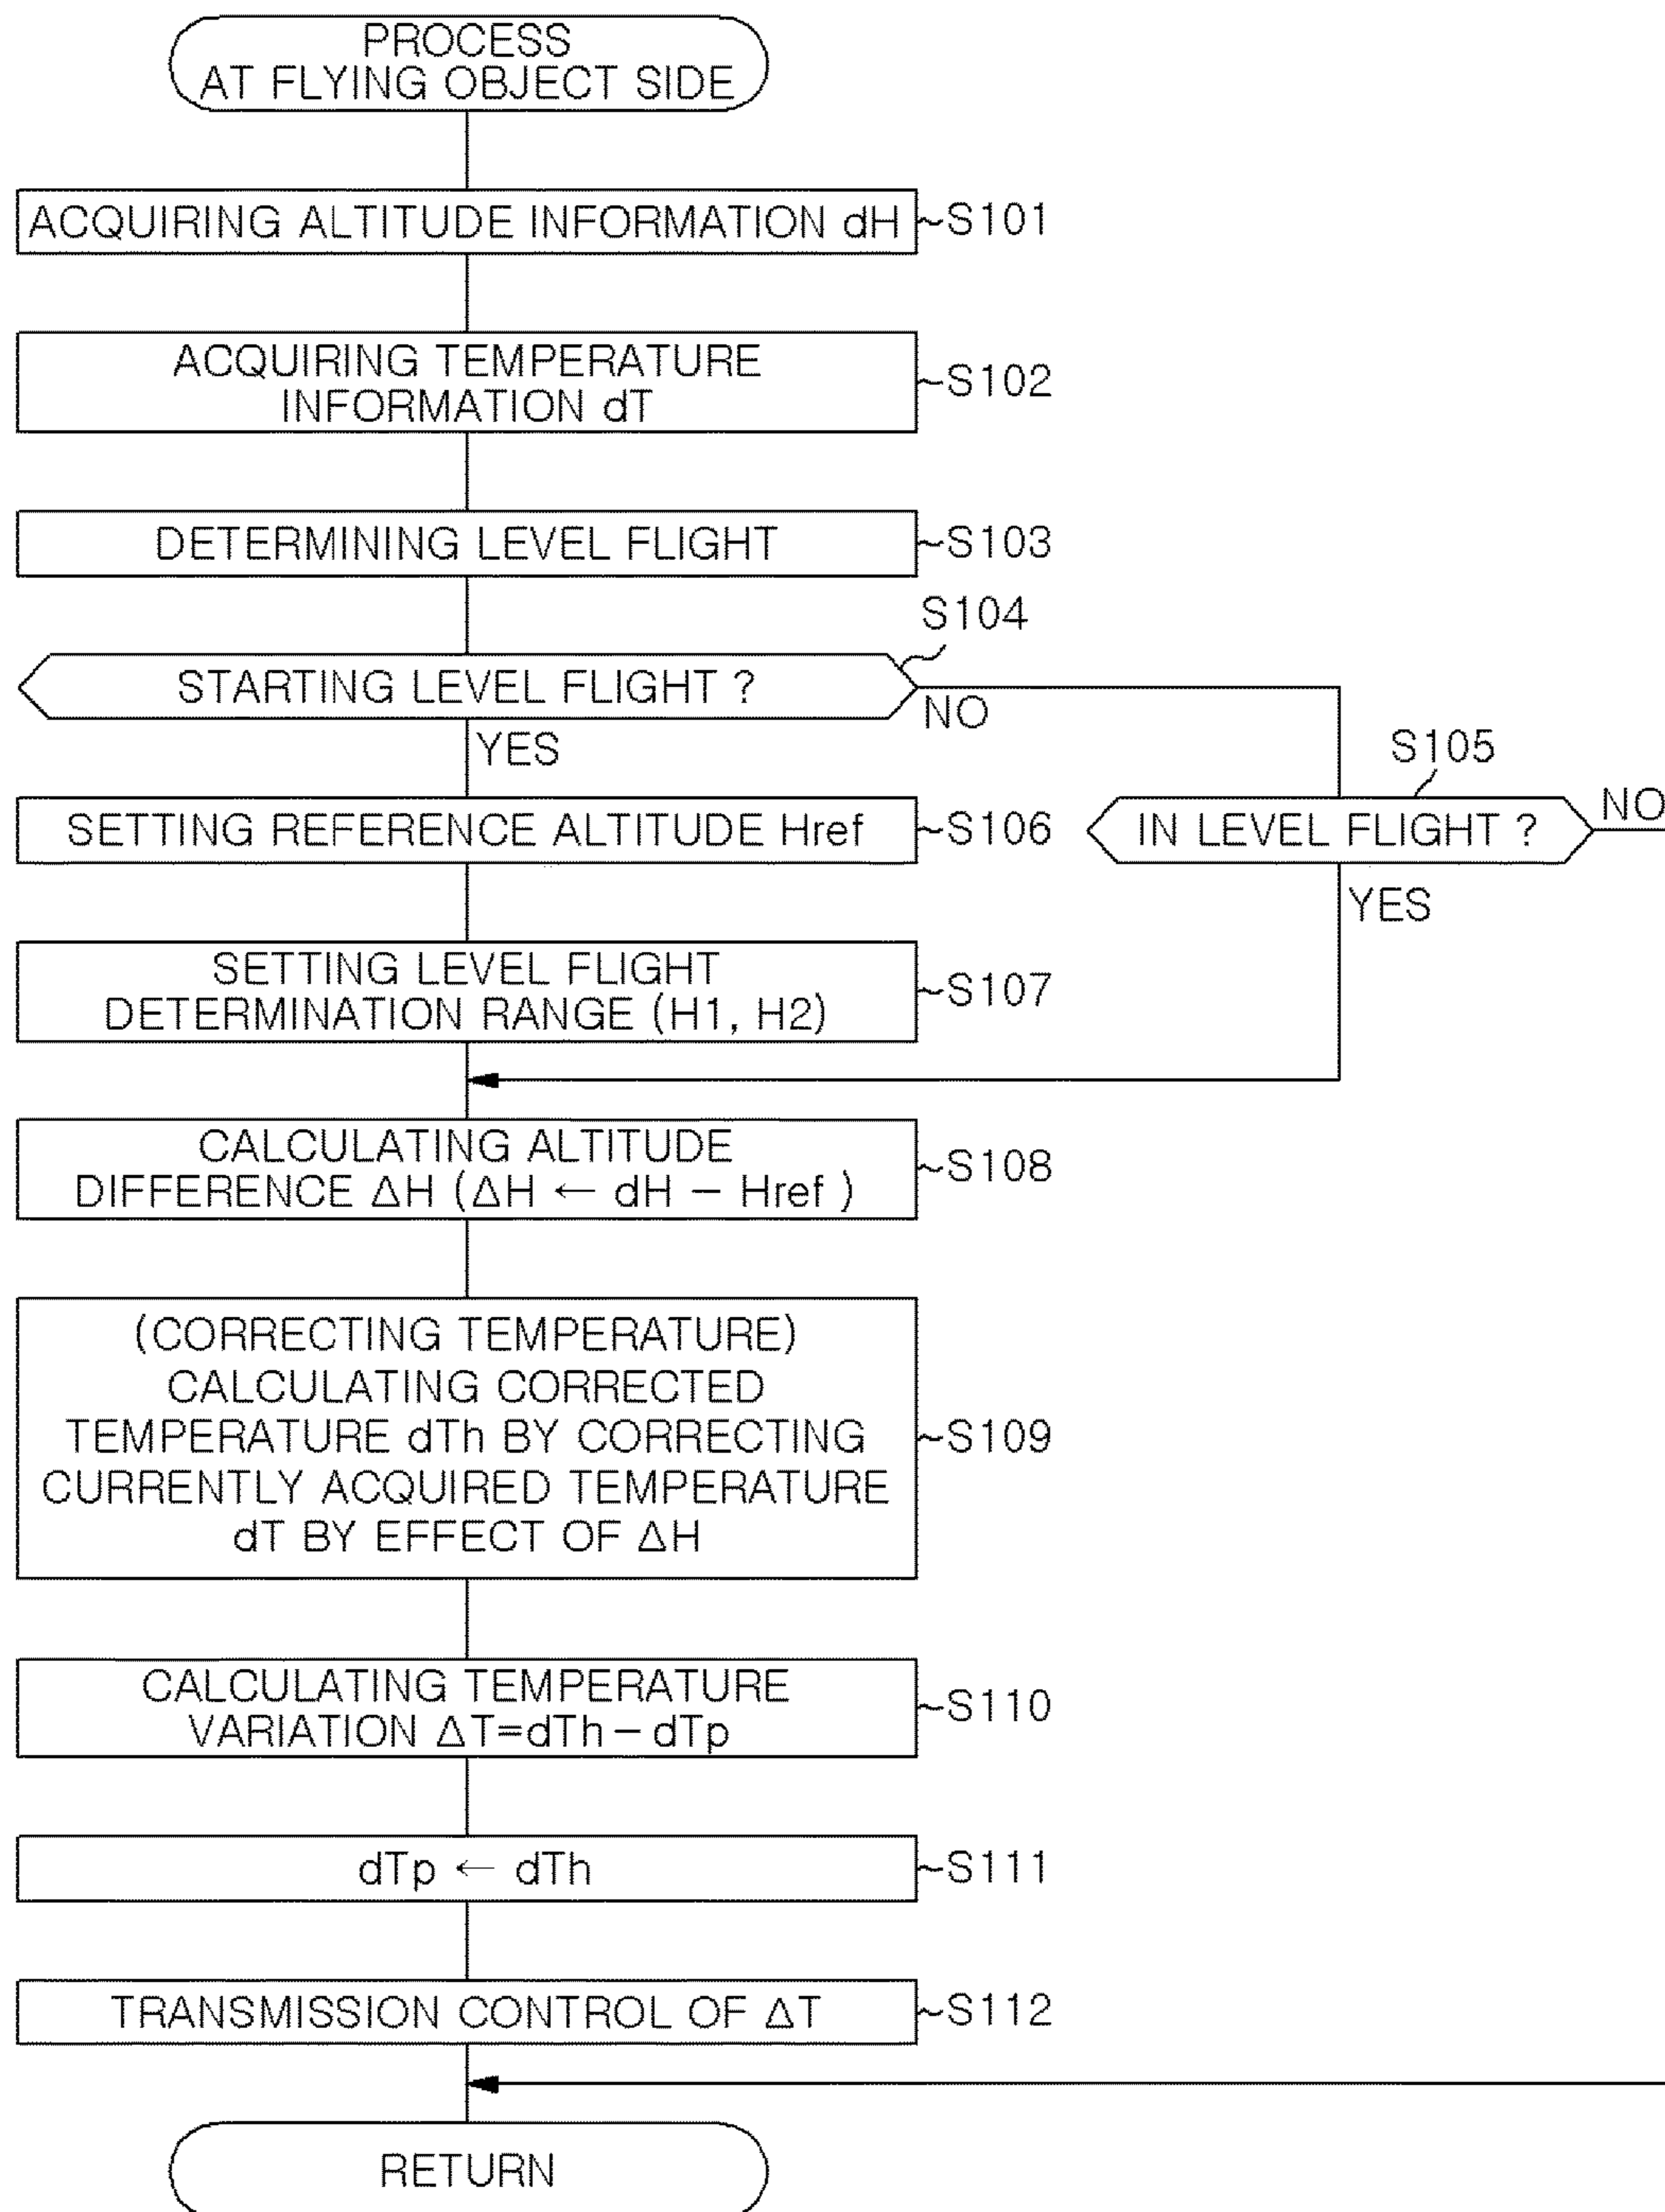 PROCESS
AT FLYING OBJECT SIDE
ACQUIRING ALTITUDE INFORMATION dH
~S101
ACQUIRING TEMPERATURE
INFORMATION dT
~S102
DETERMINING LEVEL FLIGHT
~S103
S104
STARTING LEVEL FLIGHT ?
NO
YES
S105
IN LEVEL FLIGHT ?
NO
YES
SETTING REFERENCE ALTITUDE Href
~S106
SETTING LEVEL FLIGHT
DETERMINATION RANGE (H1, H2)
~S107
CALCULATING ALTITUDE
DIFFERENCE ΔH (ΔH ← dH − Href )
~S108
(CORRECTING TEMPERATURE)
CALCULATING CORRECTED
TEMPERATURE dTh BY CORRECTING
CURRENTLY ACQUIRED TEMPERATURE
dT BY EFFECT OF ΔH
~S109
CALCULATING TEMPERATURE
VARIATION ΔT=dTh − dTp
~S110
dTp ← dTh
~S111
TRANSMISSION CONTROL OF ΔT
~S112
RETURN